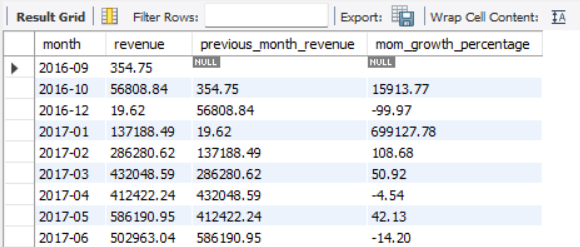 Result Grid Filter Rows: Export: Wrap Cell Content: IA
month revenue previous_month_revenue mom_growth_percentage
2016-09 354.75 NULL NULL
2016-10 56808.84 354.75 15913.77
2016-12 19.62 56808.84 -99.97
2017-01 137188.49 19.62 699127.78
2017-02 286280.62 137188.49 108.68
2017-03 432048.59 286280.62 50.92
2017-04 412422.24 432048.59 -4.54
2017-05 586190.95 412422.24 42.13
2017-06 502963.04 586190.95 -14.20